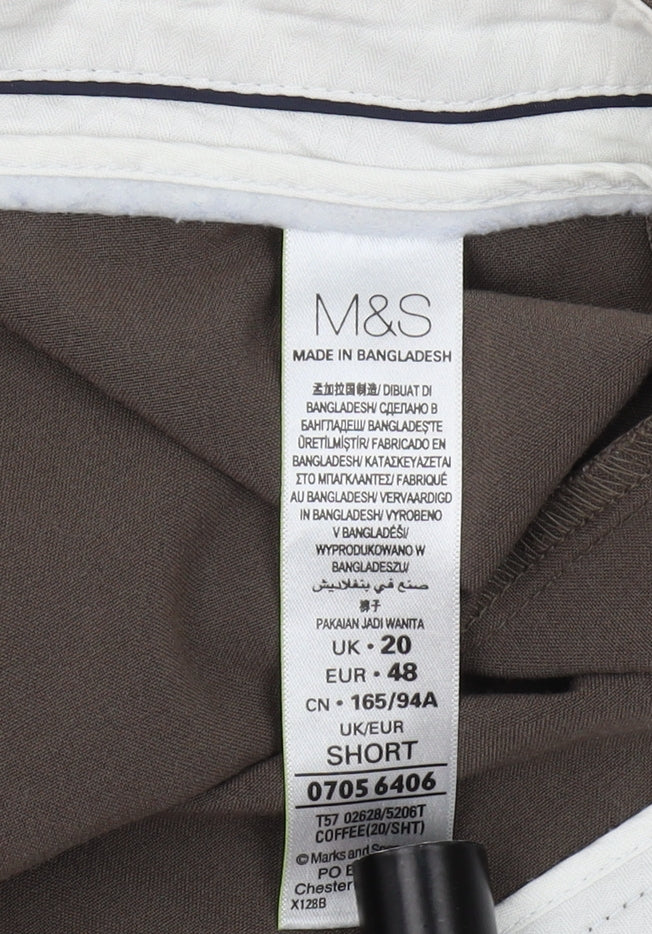 M&S
MADE IN BANGLADESH
孟加拉国制造/ DIBUAT DI
BANGLADESH/ СДЕЛАНО В
БАНГЛАДЕШ/ BANGLADEŞ'TE
ÜRETİLMİŞTİR/ FABRICADO EN
BANGLADESH/ ΚΑΤΑΣΚΕΥΑΖΕΤΑΙ
ΣΤΟ ΜΠΑΓΚΛΑΝΤΕΣ/ FABRIQUÉ
AU BANGLADESH/ VERVAARDIGD
IN BANGLADESH/ VYROBENO
V BANGLADÉŠI/
WYPRODUKOWANO W
BANGLADESZU/
صنع في بنغلاديش
裤子
PAKAIAN JADI WANITA
UK • 20
EUR • 48
CN • 165/94A
UK/EUR
SHORT
0705 6406
T57 02628/5206T
COFFEE(20/SHT)
© Marks and
PO
Chester
X128B